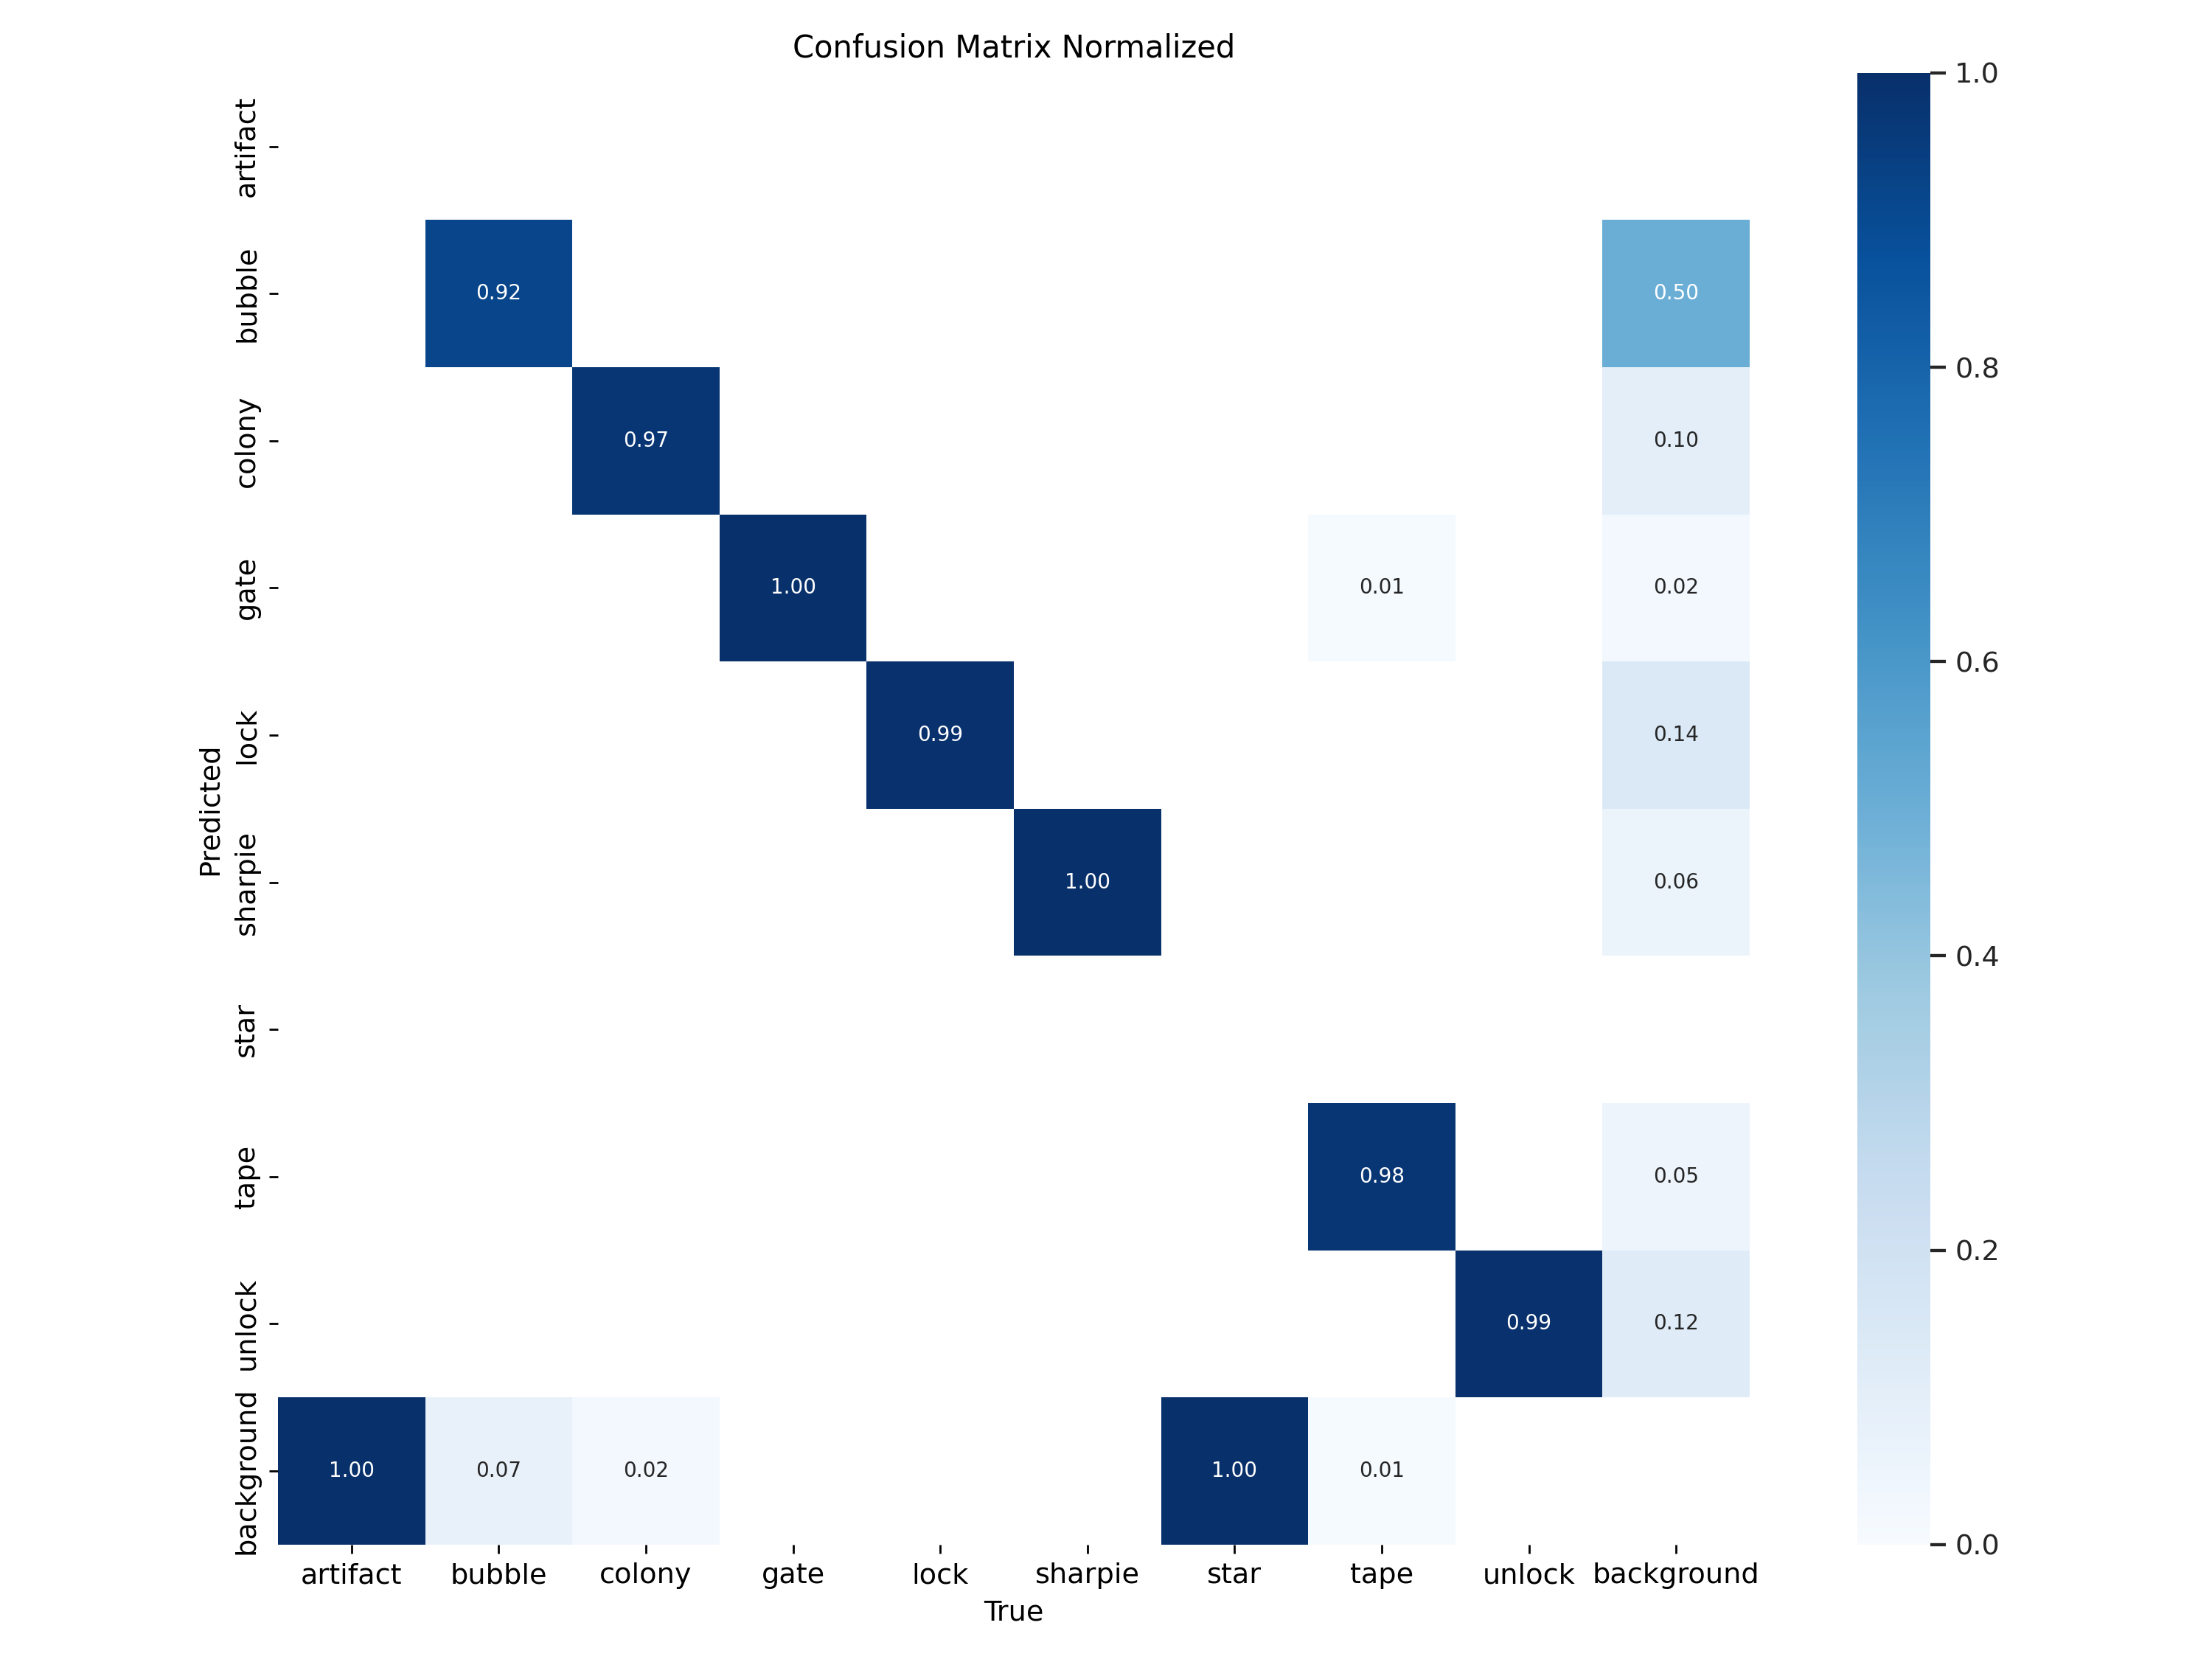 Confusion Matrix Normalized
artifact
bubble 0.92 0.50
colony 0.97 0.10
gate 1.00 0.01 0.02
lock 0.99 0.14
sharpie 1.00 0.06
star
tape 0.98 0.05
unlock 0.99 0.12
background 1.00 0.07 0.02 1.00 0.01
Predicted
artifact bubble colony gate lock sharpie star tape unlock background
True
1.0
0.8
0.6
0.4
0.2
0.0